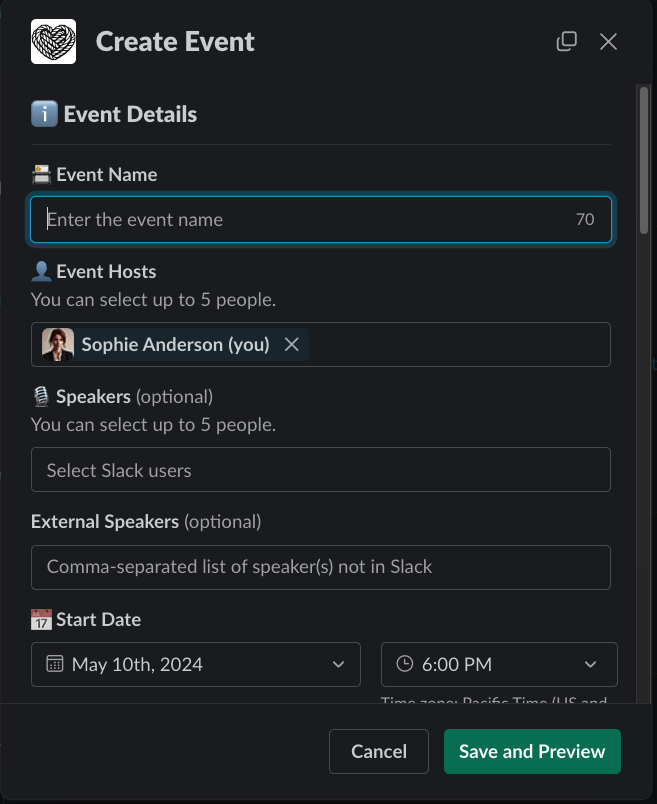 Create Event
Event Details
Event Name
Enter the event name 70
Event Hosts
You can select up to 5 people.
Sophie Anderson (you)
Speakers (optional)
You can select up to 5 people.
Select Slack users
External Speakers (optional)
Comma-separated list of speaker(s) not in Slack
17 Start Date
May 10th, 2024 6:00 PM
Time zone: Pacific Time (US and
Cancel Save and Preview